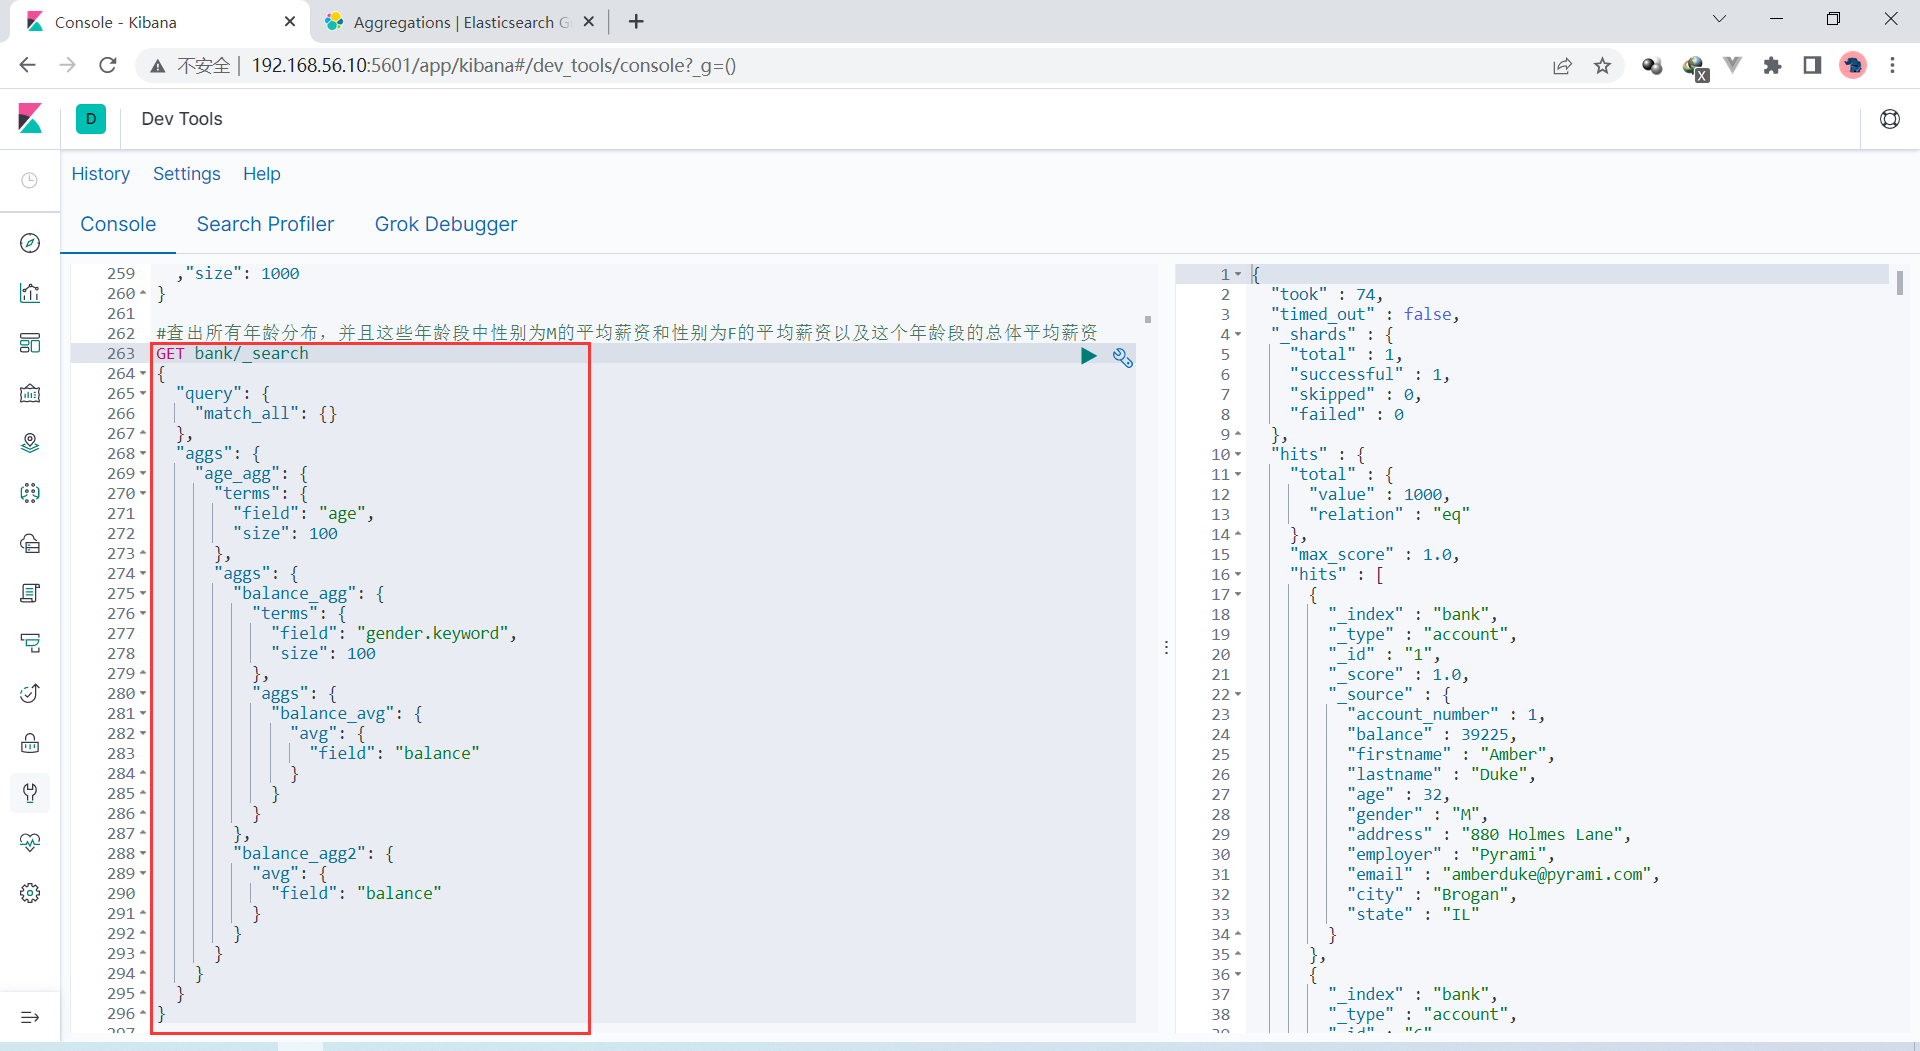 Console - Kibana
Aggregations | Elasticsearch G
不安全 | 192.168.56.10:5601/app/kibana#/dev_tools/console?_g=()
X
D
Dev Tools
History Settings Help
Console Search Profiler Grok Debugger
259 ,"size": 1000
260 }
261
262 #查出所有年龄分布，并且这些年龄段中性别为M的平均薪资和性别为F的平均薪资以及这个年龄段的总体平均薪资
263 GET bank/_search
264 {
265 "query": {
266 "match_all": {}
267 },
268 "aggs": {
269 "age_agg": {
270 "terms": {
271 "field": "age",
272 "size": 100
273 },
274 "aggs": {
275 "balance_agg": {
276 "terms": {
277 "field": "gender.keyword",
278 "size": 100
279 },
280 "aggs": {
281 "balance_avg": {
282 "avg": {
283 "field": "balance"
284 }
285 }
286 }
287 },
288 "balance_agg2": {
289 "avg": {
290 "field": "balance"
291 }
292 }
293 }
294 }
295 }
296 }
297
1 {
2 "took" : 74,
3 "timed_out" : false,
4 "_shards" : {
5 "total" : 1,
6 "successful" : 1,
7 "skipped" : 0,
8 "failed" : 0
9 },
10 "hits" : {
11 "total" : {
12 "value" : 1000,
13 "relation" : "eq"
14 },
15 "max_score" : 1.0,
16 "hits" : [
17 {
18 "_index" : "bank",
19 "_type" : "account",
20 "_id" : "1",
21 "_score" : 1.0,
22 "_source" : {
23 "account_number" : 1,
24 "balance" : 39225,
25 "firstname" : "Amber",
26 "lastname" : "Duke",
27 "age" : 32,
28 "gender" : "M",
29 "address" : "880 Holmes Lane",
30 "employer" : "Pyrami",
31 "email" : "amberduke@pyrami.com",
32 "city" : "Brogan",
33 "state" : "IL"
34 }
35 },
36 {
37 "_index" : "bank",
38 "_type" : "account",
39 "_id" : "6"